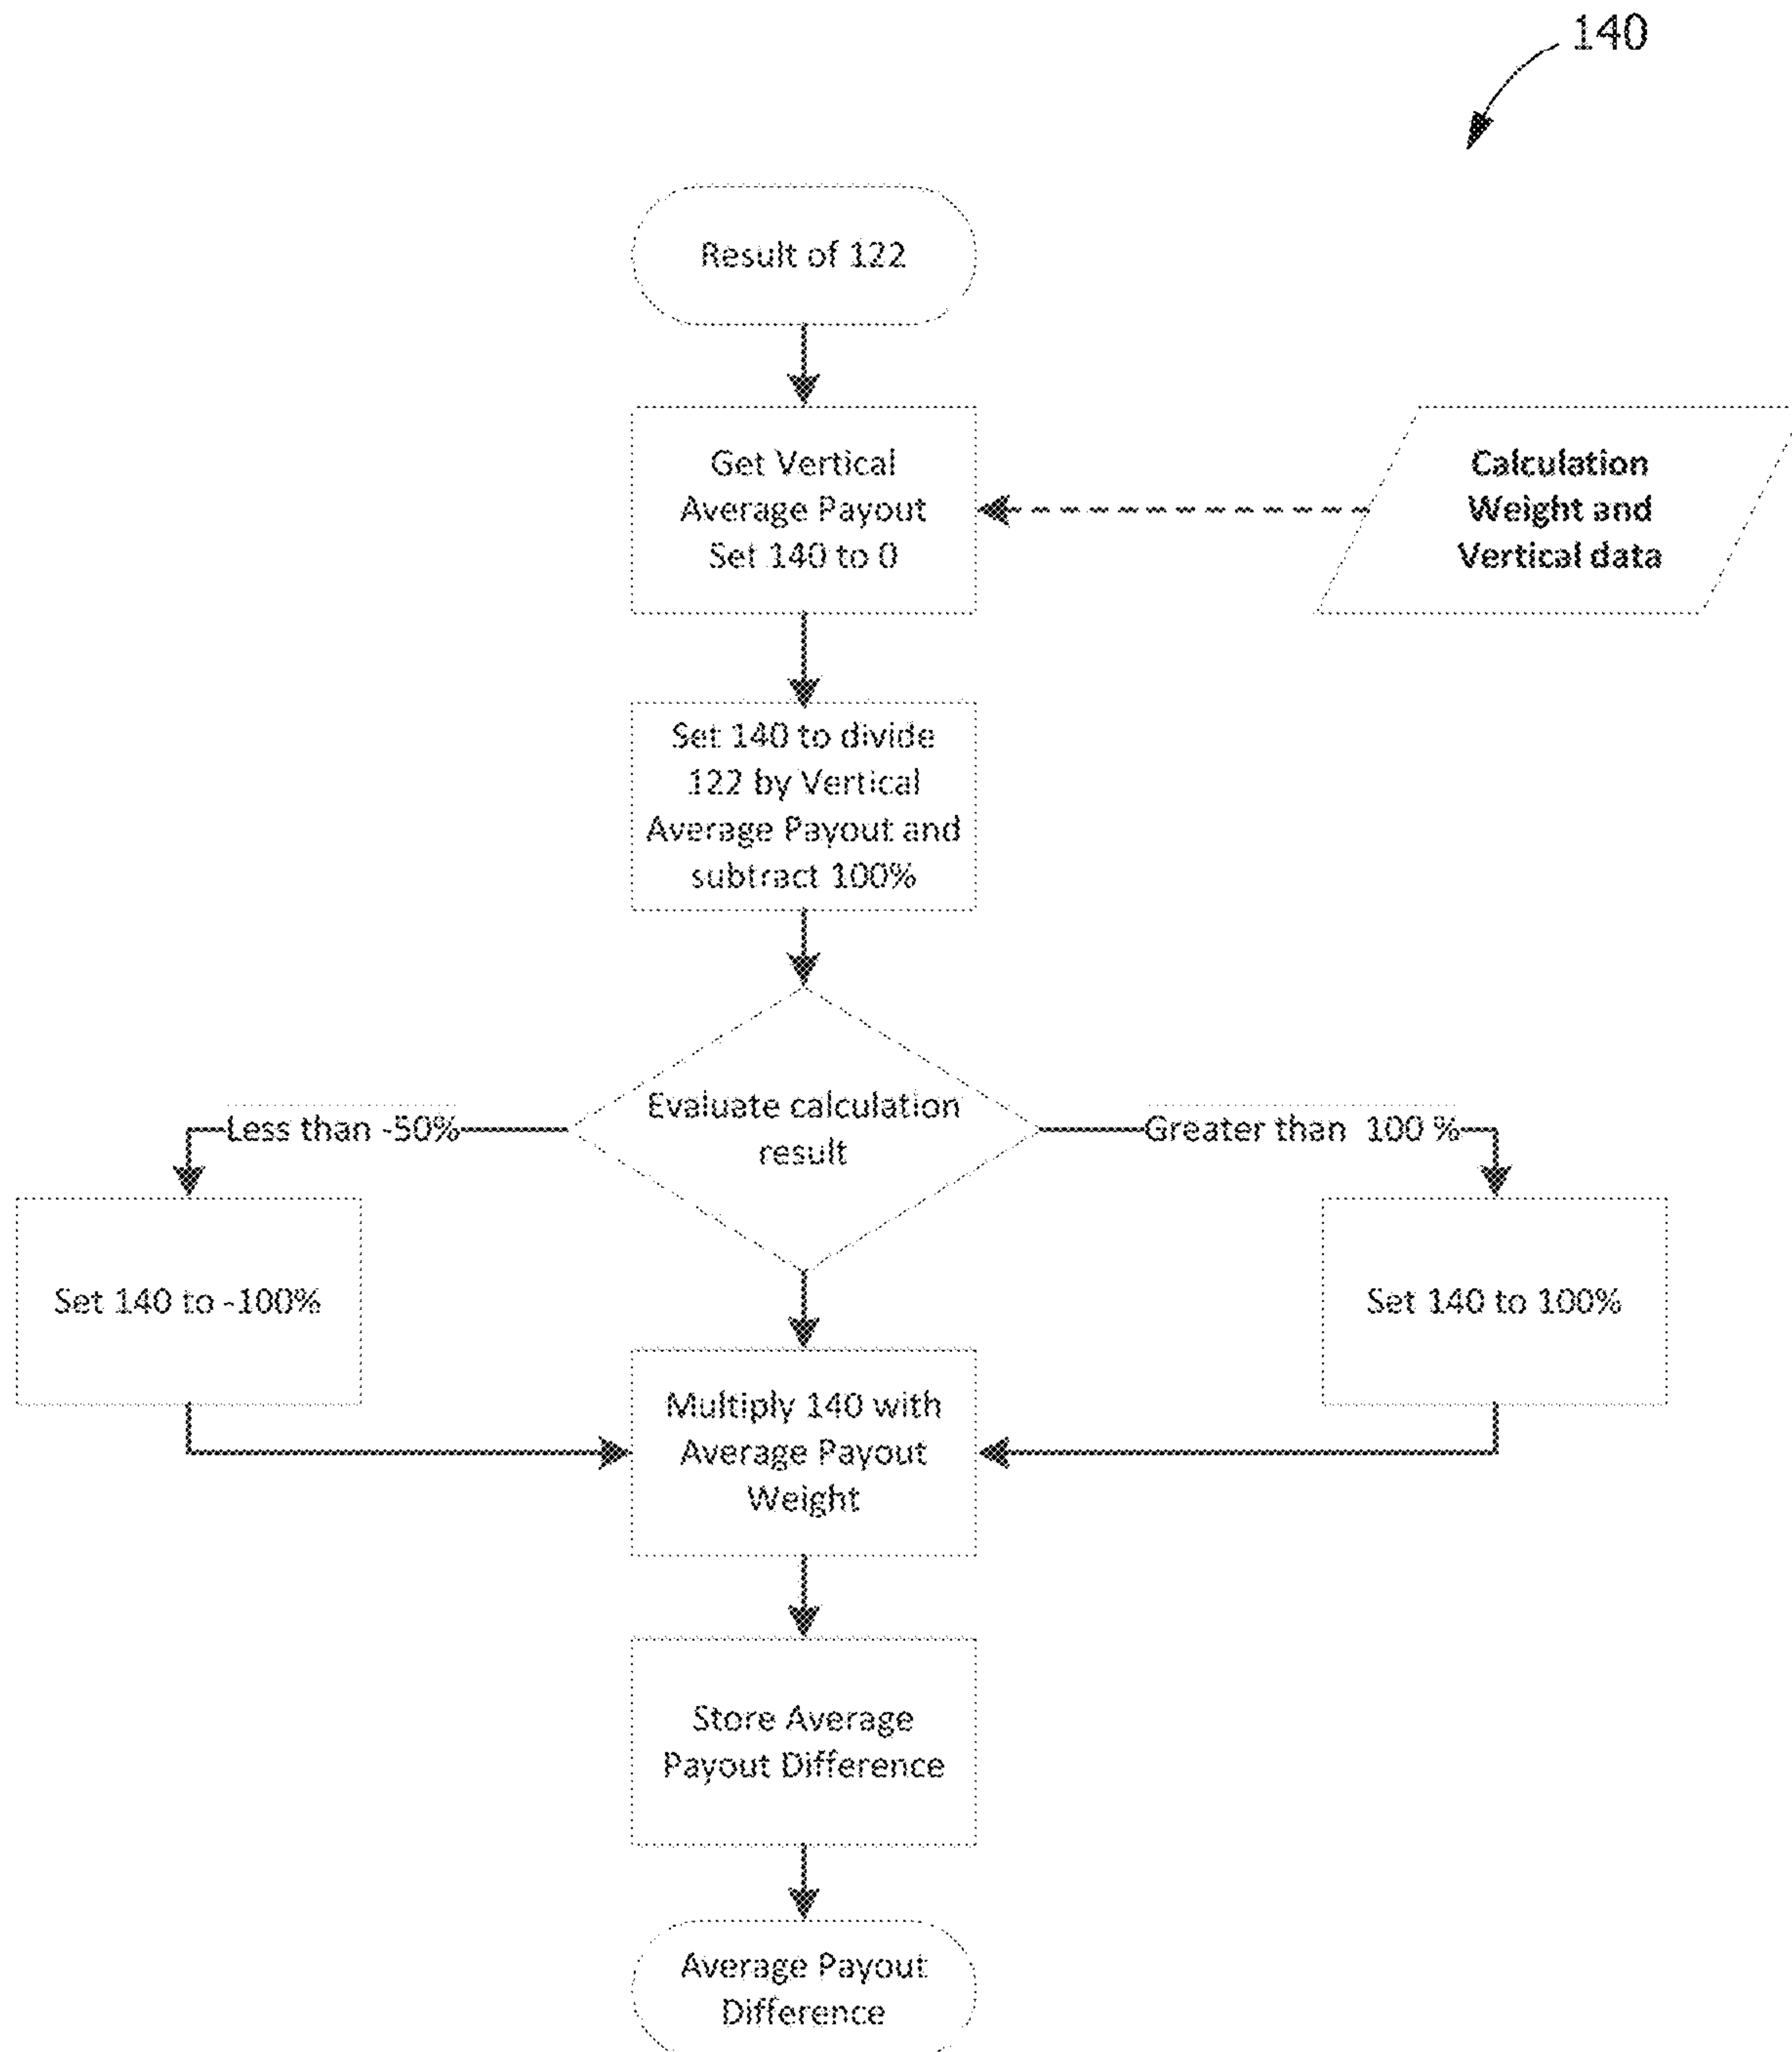 140
Result of 122
Get Vertical
Average Payout
Set 140 to 0
Calculation
Weight and
Vertical data
Set 140 to divide
122 by Vertical
Average Payout and
subtract 100%
Evaluate calculation
result
Less than -50%
Greater than 100 %
Set 140 to -100%
Set 140 to 100%
Multiply 140 with
Average Payout
Weight
Store Average
Payout Difference
Average Payout
Difference